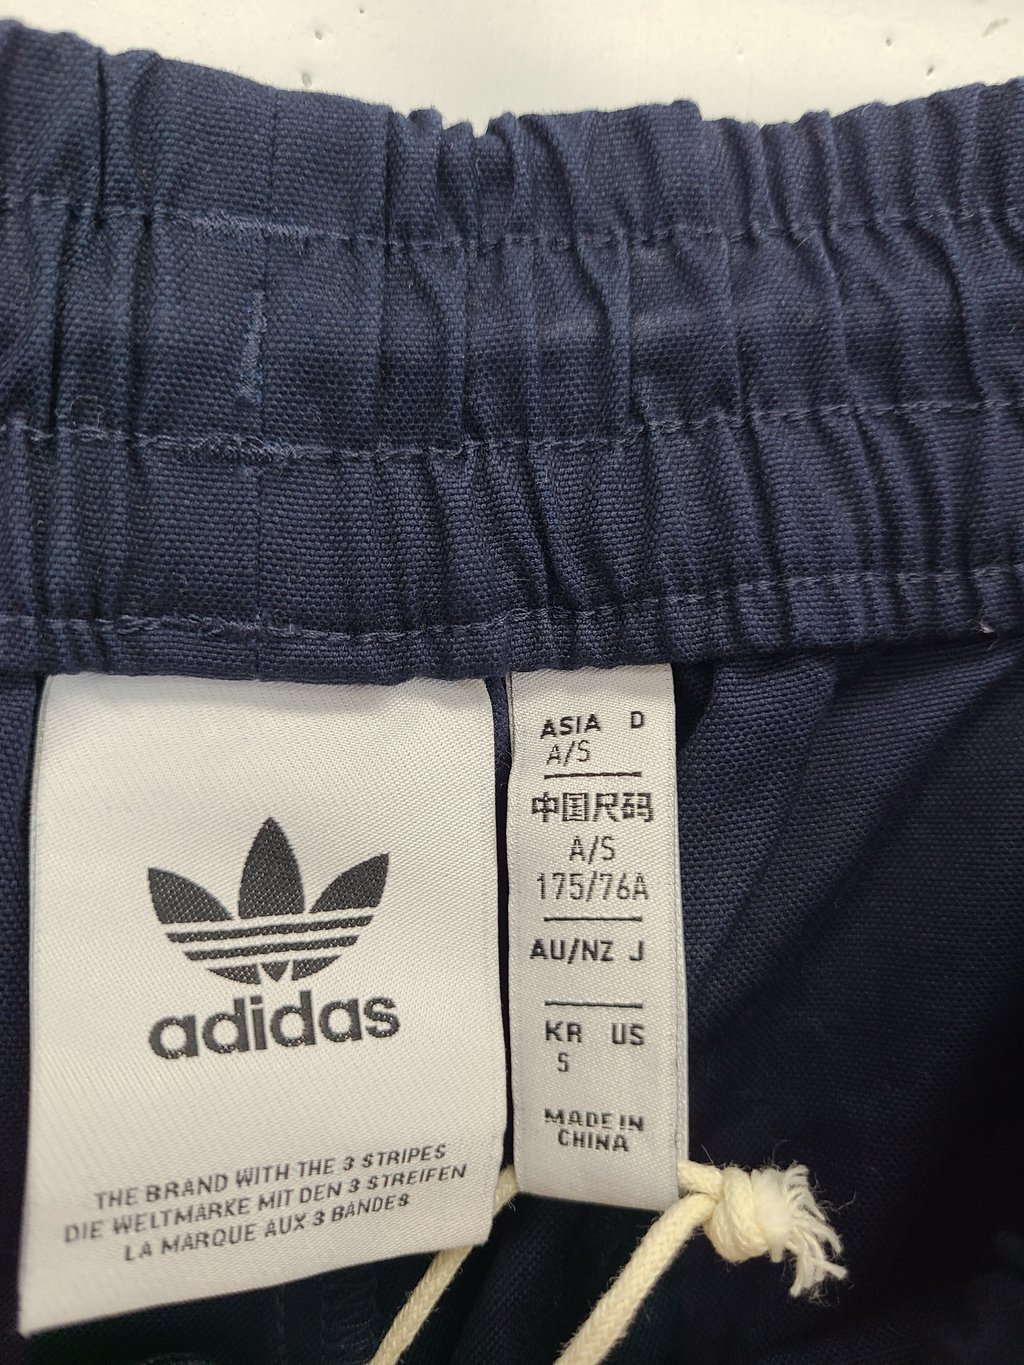 adidas
THE BRAND WITH THE 3 STRIPES
DIE WELTMARKE MIT DEN 3 STREIFEN
LA MARQUE AUX 3 BANDES
ASIA D
A/S
中国尺码
A/S
175/76A
AU/NZ J
KR US
S
MADE IN
CHINA